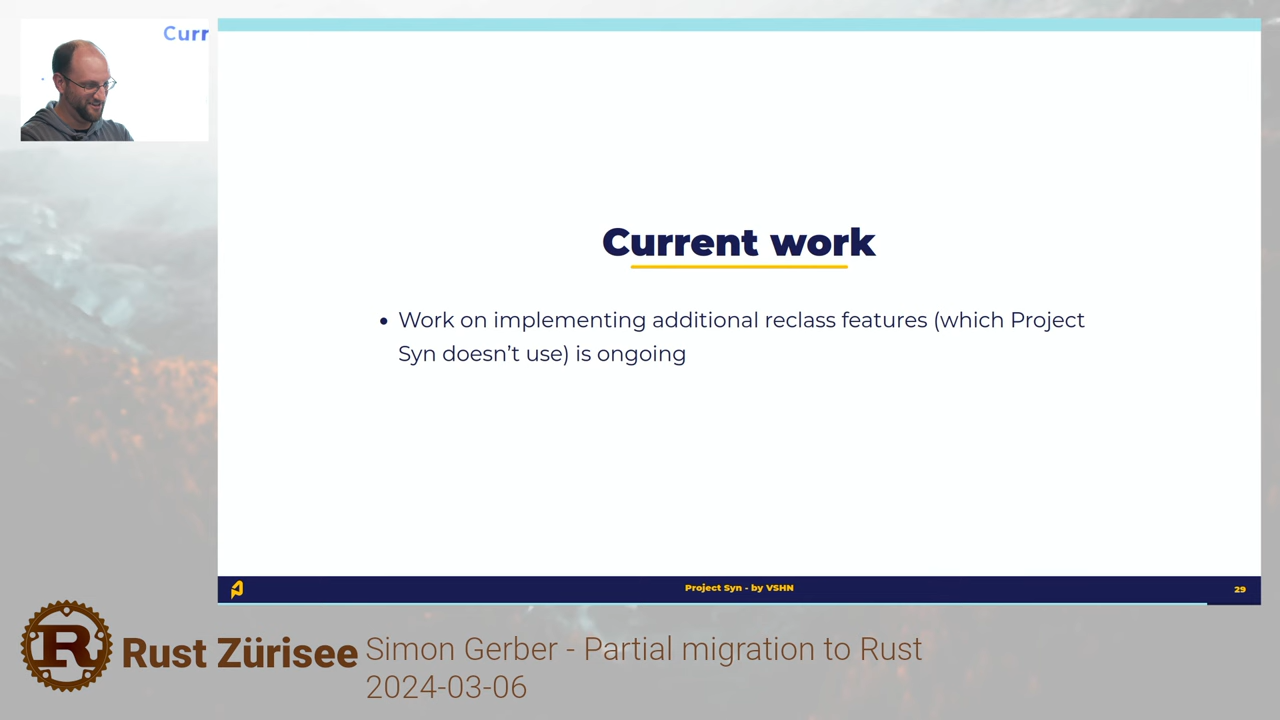 Curr
Current work
• Work on implementing additional reclass features (which Project
Syn doesn't use) is ongoing
Project Syn - by VSHN
29
R
Rust Zürisee
Simon Gerber - Partial migration to Rust
2024-03-06